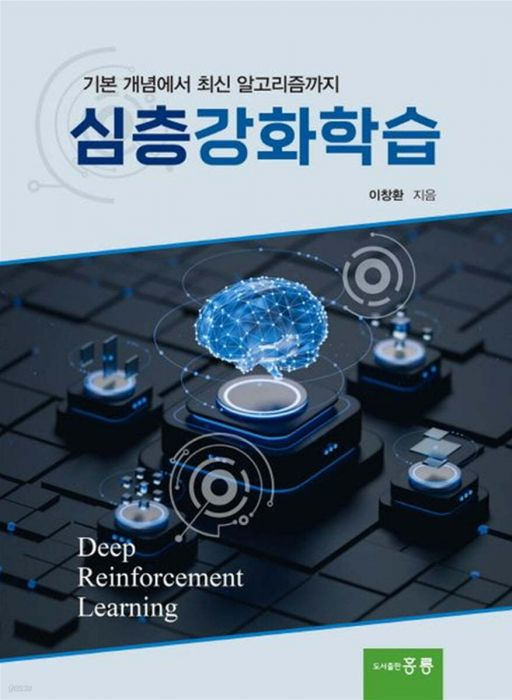 기본 개념에서 최신 알고리즘까지
심층강화학습
이창환 지음
Deep
Reinforcement
Learning
도서출판 홍릉